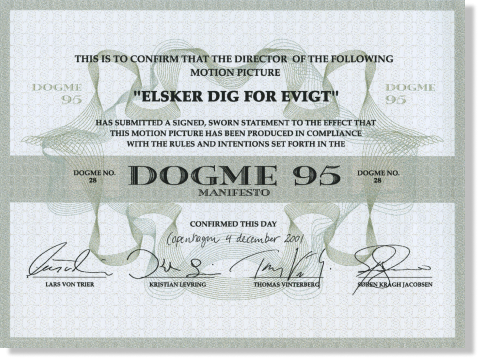 THIS IS TO CONFIRM THAT THE DIRECTOR OF THE FOLLOWING
MOTION PICTURE
DOGME
95
"ELSKER DIG FOR EVIGT"
DOGME
95
HAS SUBMITTED A SIGNED, SWORN STATEMENT TO THE EFFECT THAT
THIS MOTION PICTURE HAS BEEN PRODUCED IN COMPLIANCE
WITH THE RULES AND INTENTIONS SET FORTH IN THE
DOGME NO.
28
DOGME 95
MANIFESTO
DOGME NO.
28
CONFIRMED THIS DAY
Copenhagen 4 december 2001
LARS VON TRIER
KRISTIAN LEVRING
THOMAS VINTERBERG
SØREN KRAGH JACOBSEN